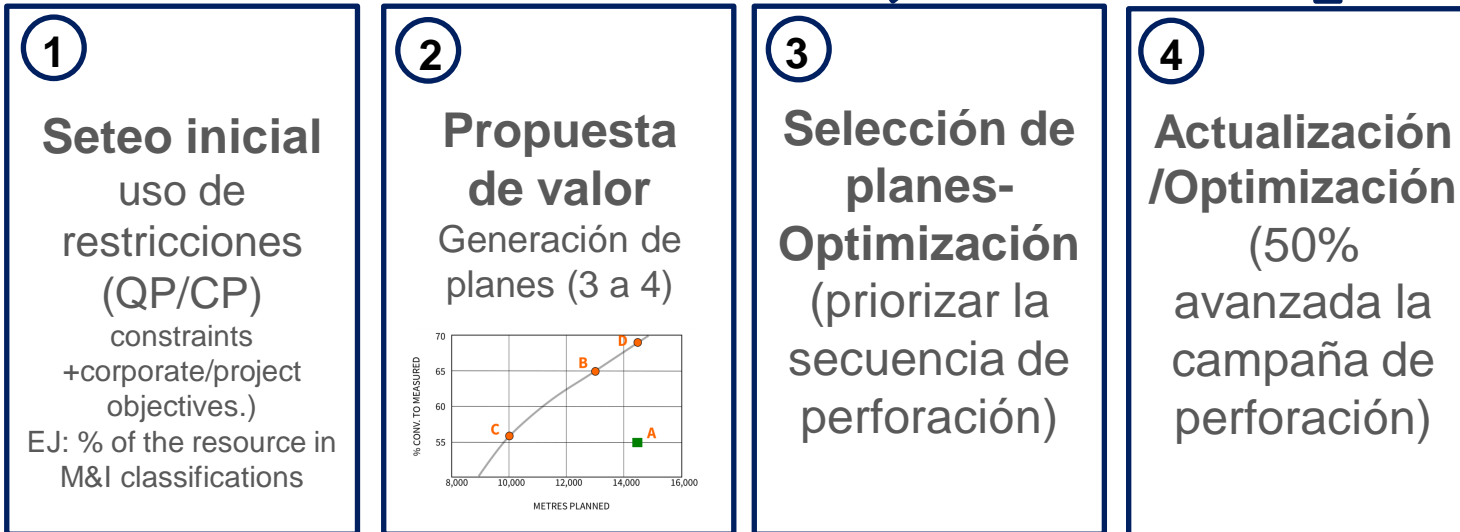 1
Seteo inicial
uso de
restricciones
(QP/CP)
constraints
+corporate/project
objectives.)
EJ: % of the resource in
M&I classifications
2
Propuesta
de valor
Generación de
planes (3 a 4)
70
65
60
55
% CONV. TO MEASURED
D
B
C
A
8,000 10,000 12,000 14,000 16,000
METRES PLANNED
3
Selección de
planes-
Optimización
(priorizar la
secuencia de
perforación)
4
Actualización
/Optimización
(50%
avanzada la
campaña de
perforación)